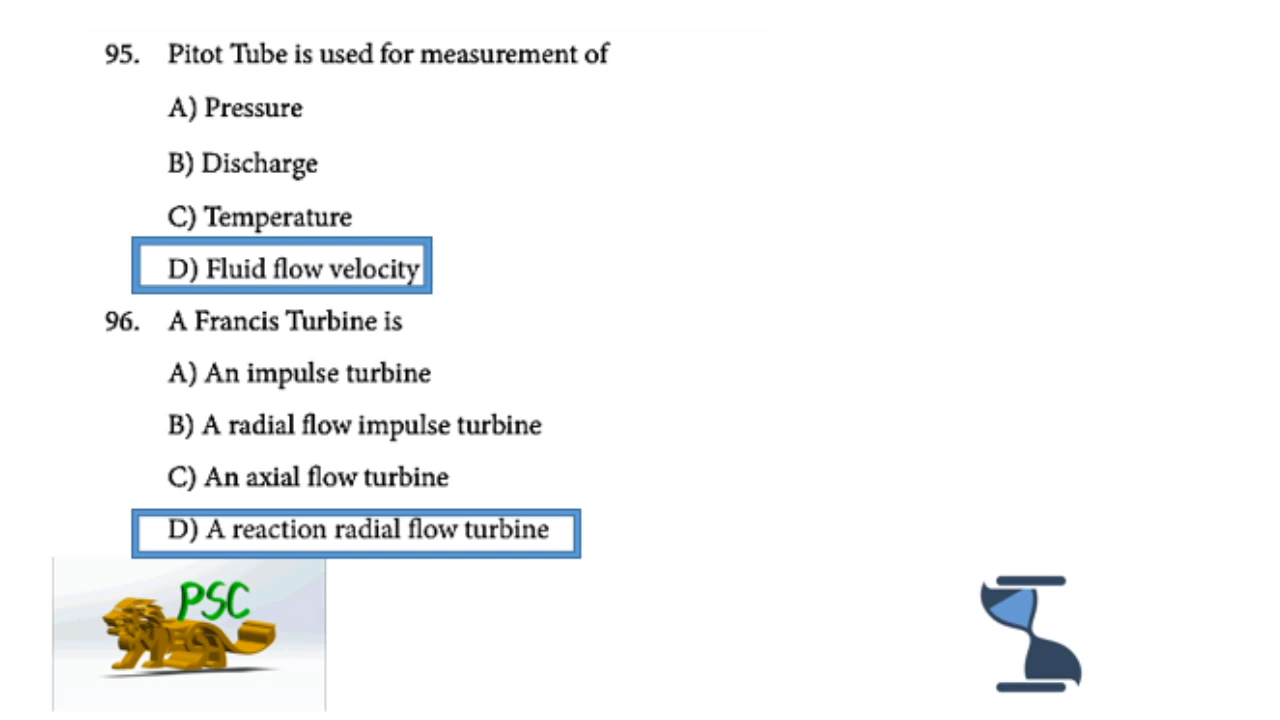 95. Pitot Tube is used for measurement of
A) Pressure
B) Discharge
C) Temperature
D) Fluid flow velocity
96. A Francis Turbine is
A) An impulse turbine
B) A radial flow impulse turbine
C) An axial flow turbine
D) A reaction radial flow turbine
PSC